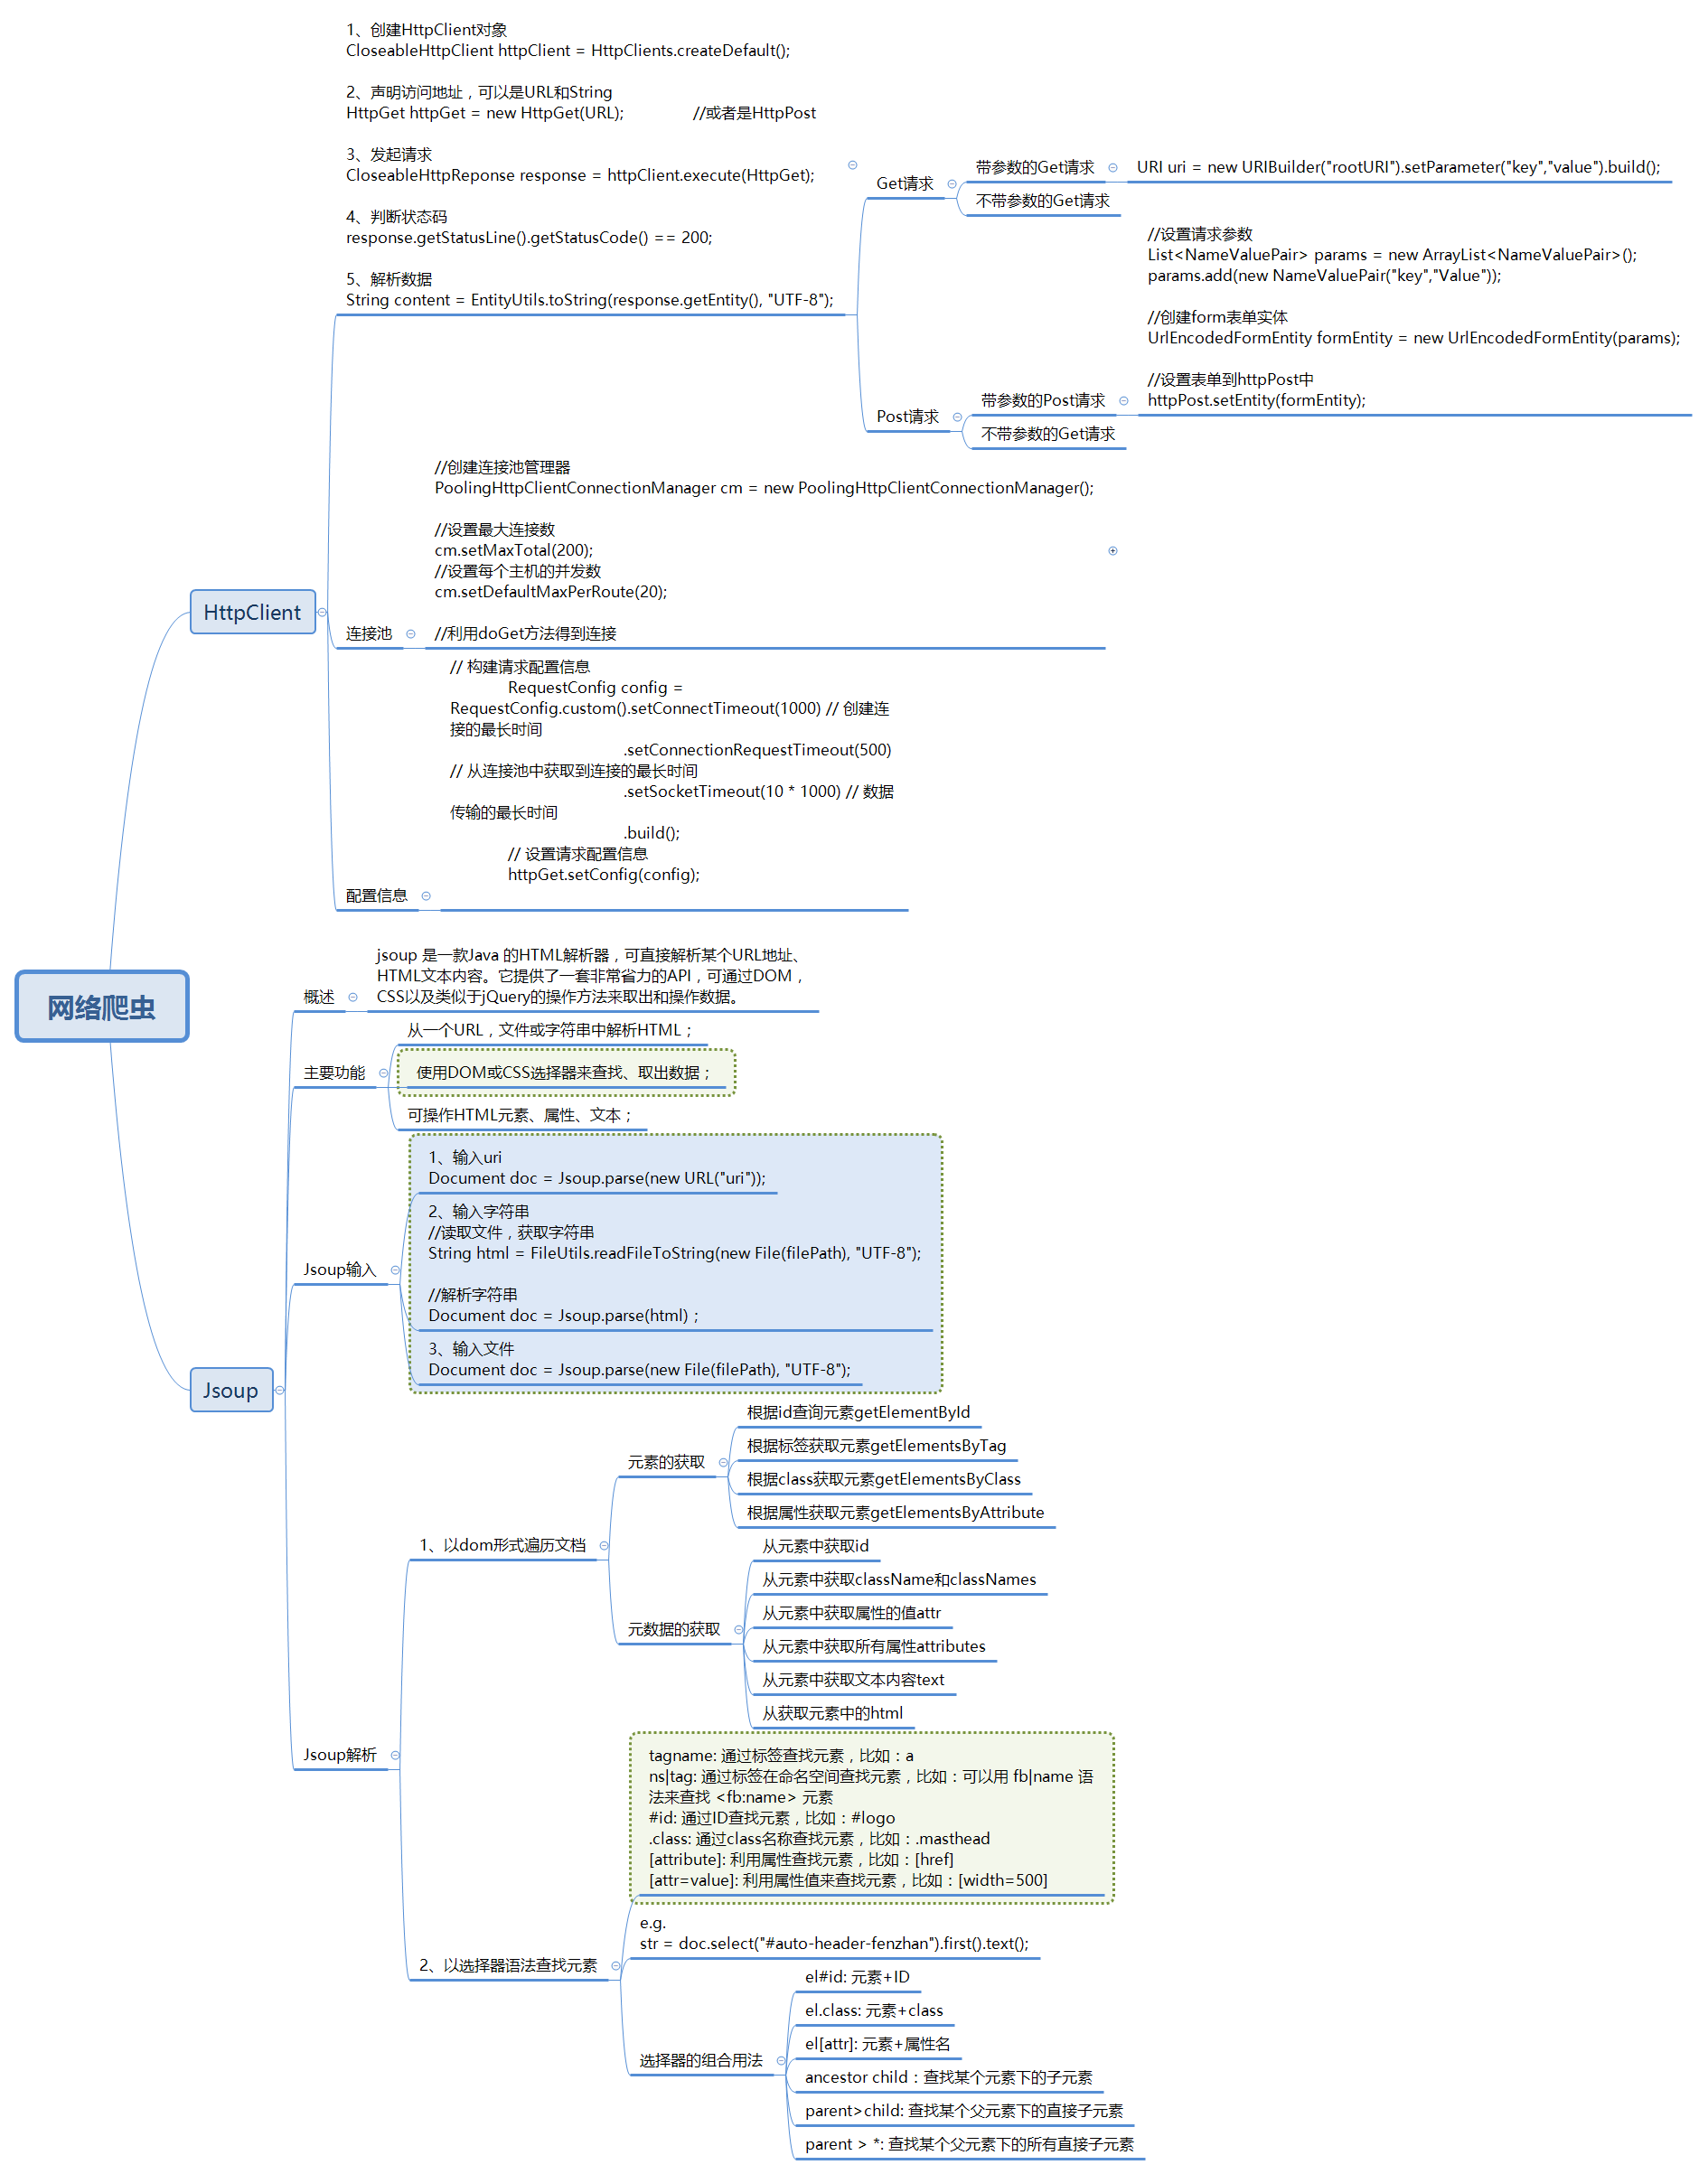 网络爬虫
HttpClient
1、创建HttpClient对象
CloseableHttpClient httpClient = HttpClients.createDefault();
2、声明访问地址，可以是URL和String
HttpGet httpGet = new HttpGet(URL); //或者是HttpPost
3、发起请求
CloseableHttpReponse response = httpClient.execute(HttpGet);
4、判断状态码
response.getStatusLine().getStatusCode() == 200;
5、解析数据
String content = EntityUtils.toString(response.getEntity(), "UTF-8");
Get请求
带参数的Get请求
URI uri = new URIBuilder("rootURI").setParameter("key","value").build();
不带参数的Get请求
Post请求
带参数的Post请求
//设置请求参数
List<NameValuePair> params = new ArrayList<NameValuePair>();
params.add(new NameValuePair("key","Value"));
//创建form表单实体
UrlEncodedFormEntity formEntity = new UrlEncodedFormEntity(params);
//设置表单到httpPost中
httpPost.setEntity(formEntity);
不带参数的Get请求
连接池
//创建连接池管理器
PoolingHttpClientConnectionManager cm = new PoolingHttpClientConnectionManager();
//设置最大连接数
cm.setMaxTotal(200);
//设置每个主机的并发数
cm.setDefaultMaxPerRoute(20);
//利用doGet方法得到连接
配置信息
// 构建请求配置信息
RequestConfig config =
RequestConfig.custom().setConnectTimeout(1000) // 创建连
接的最长时间
.setConnectionRequestTimeout(500)
// 从连接池中获取到连接的最长时间
.setSocketTimeout(10 * 1000) // 数据
传输的最长时间
.build();
// 设置请求配置信息
httpGet.setConfig(config);
Jsoup
概述
jsoup 是一款Java 的HTML解析器，可直接解析某个URL地址、
HTML文本内容。它提供了一套非常省力的API，可通过DOM，
CSS以及类似于jQuery的操作方法来取出和操作数据。
主要功能
从一个URL，文件或字符串中解析HTML；
使用DOM或CSS选择器来查找、取出数据；
可操作HTML元素、属性、文本；
Jsoup输入
1、输入uri
Document doc = Jsoup.parse(new URL("uri"));
2、输入字符串
//读取文件，获取字符串
String html = FileUtils.readFileToString(new File(filePath), "UTF-8");
//解析字符串
Document doc = Jsoup.parse(html)；
3、输入文件
Document doc = Jsoup.parse(new File(filePath), "UTF-8");
Jsoup解析
1、以dom形式遍历文档
元素的获取
根据id查询元素getElementById
根据标签获取元素getElementsByTag
根据class获取元素getElementsByClass
根据属性获取元素getElementsByAttribute
元数据的获取
从元素中获取id
从元素中获取className和classNames
从元素中获取属性的值attr
从元素中获取所有属性attributes
从元素中获取文本内容text
从获取元素中的html
2、以选择器语法查找元素
tagname: 通过标签查找元素，比如：a
ns|tag: 通过标签在命名空间查找元素，比如：可以用 fb|name 语
法来查找 <fb:name> 元素
#id: 通过ID查找元素，比如：#logo
.class: 通过class名称查找元素，比如：.masthead
[attribute]: 利用属性查找元素，比如：[href]
[attr=value]: 利用属性值来查找元素，比如：[width=500]
e.g.
str = doc.select("#auto-header-fenzhan").first().text();
选择器的组合用法
el#id: 元素+ID
el.class: 元素+class
el[attr]: 元素+属性名
ancestor child：查找某个元素下的子元素
parent>child: 查找某个父元素下的直接子元素
parent > *: 查找某个父元素下的所有直接子元素